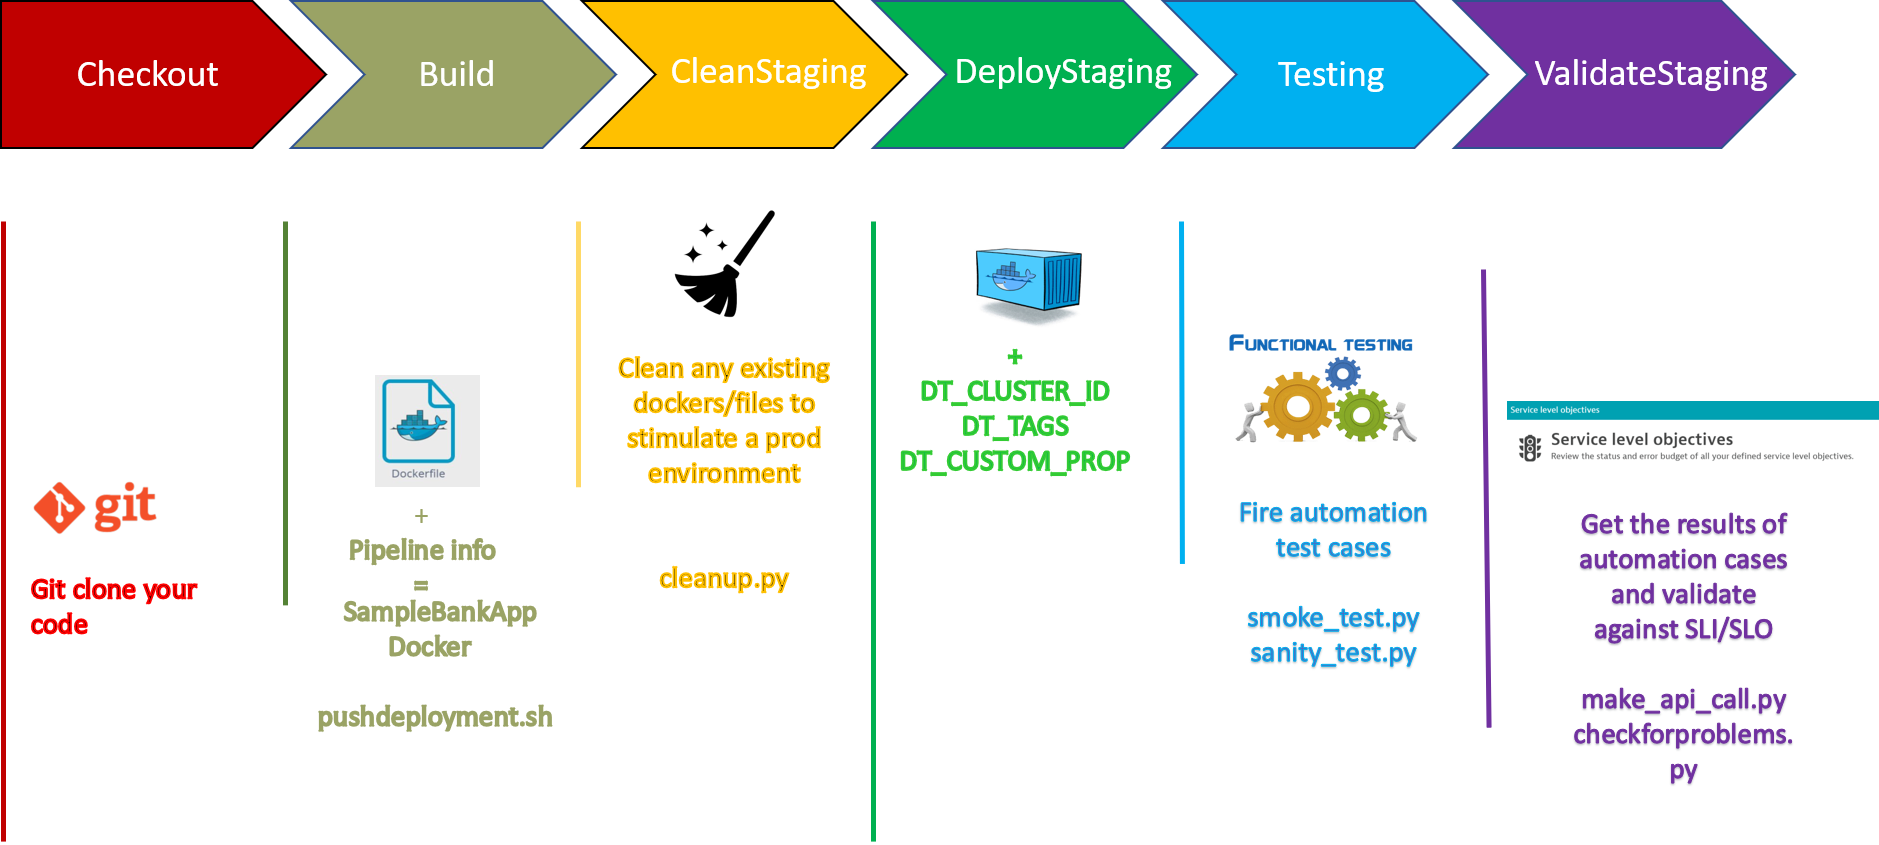 Checkout
Build
CleanStaging
DeployStaging
Testing
ValidateStaging
git
Git clone your
code
Dockerfile
+
Pipeline info
=
SampleBankApp
Docker
pushdeployment.sh
Clean any existing
dockers/files to
stimulate a prod
environment
cleanup.py
+
DT_CLUSTER_ID
DT_TAGS
DT_CUSTOM_PROP
FUNCTIONAL TESTING
Fire automation
test cases
smoke_test.py
sanity_test.py
Service level objectives
Service level objectives
Review the status and error budget of all your defined service level objectives.
Get the results of
automation cases
and validate
against SLI/SLO
make_api_call.py
checkforproblems.
py